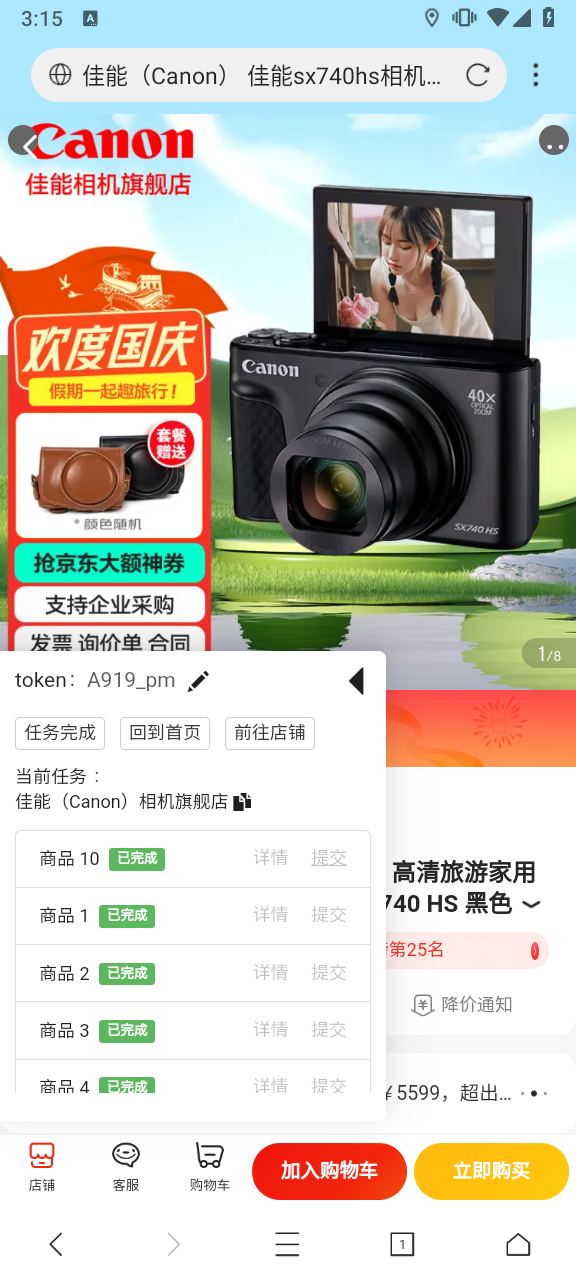 3:15
A
佳能（Canon） 佳能sx740hs相机…
Canon
佳能相机旗舰店
欢度国庆
假期一起趣旅行！
套餐
赠送
*颜色随机
抢京东大额神券
支持企业采购
发票 询价单 合同
Canon
40×
OPTICAL
ZOOM
ZOOM LENS
SX740 HS
1/8
token： A919_pm
任务完成
回到首页
前往店铺
当前任务：
佳能（Canon）相机旗舰店
商品 10 已完成 详情 提交
商品 1 已完成 详情 提交
商品 2 已完成 详情 提交
商品 3 已完成 详情 提交
商品 4 已完成 详情 提交
高清旅游家用
740 HS 黑色
第25名
降价通知
¥5599，超出…
店铺
客服
购物车
加入购物车
立即购买
1